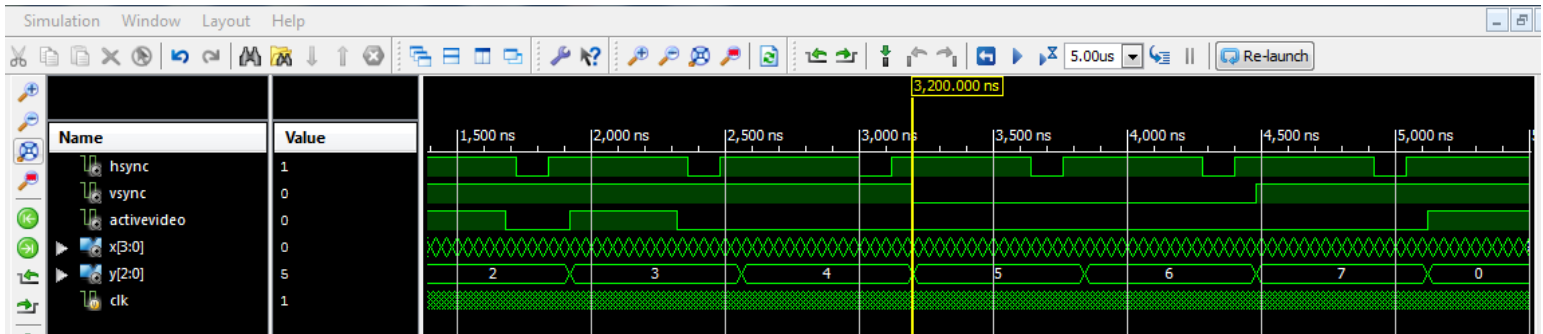 Simulation Window Layout Help
5.00us Re-launch
3,200.000 ns
Name Value 1,500 ns 2,000 ns 2,500 ns 3,000 ns 3,500 ns 4,000 ns 4,500 ns 5,000 ns
hsync 1
vsync 0
activevideo 0
x[3:0] 0
y[2:0] 5 2 3 4 5 6 7 0
clk 1